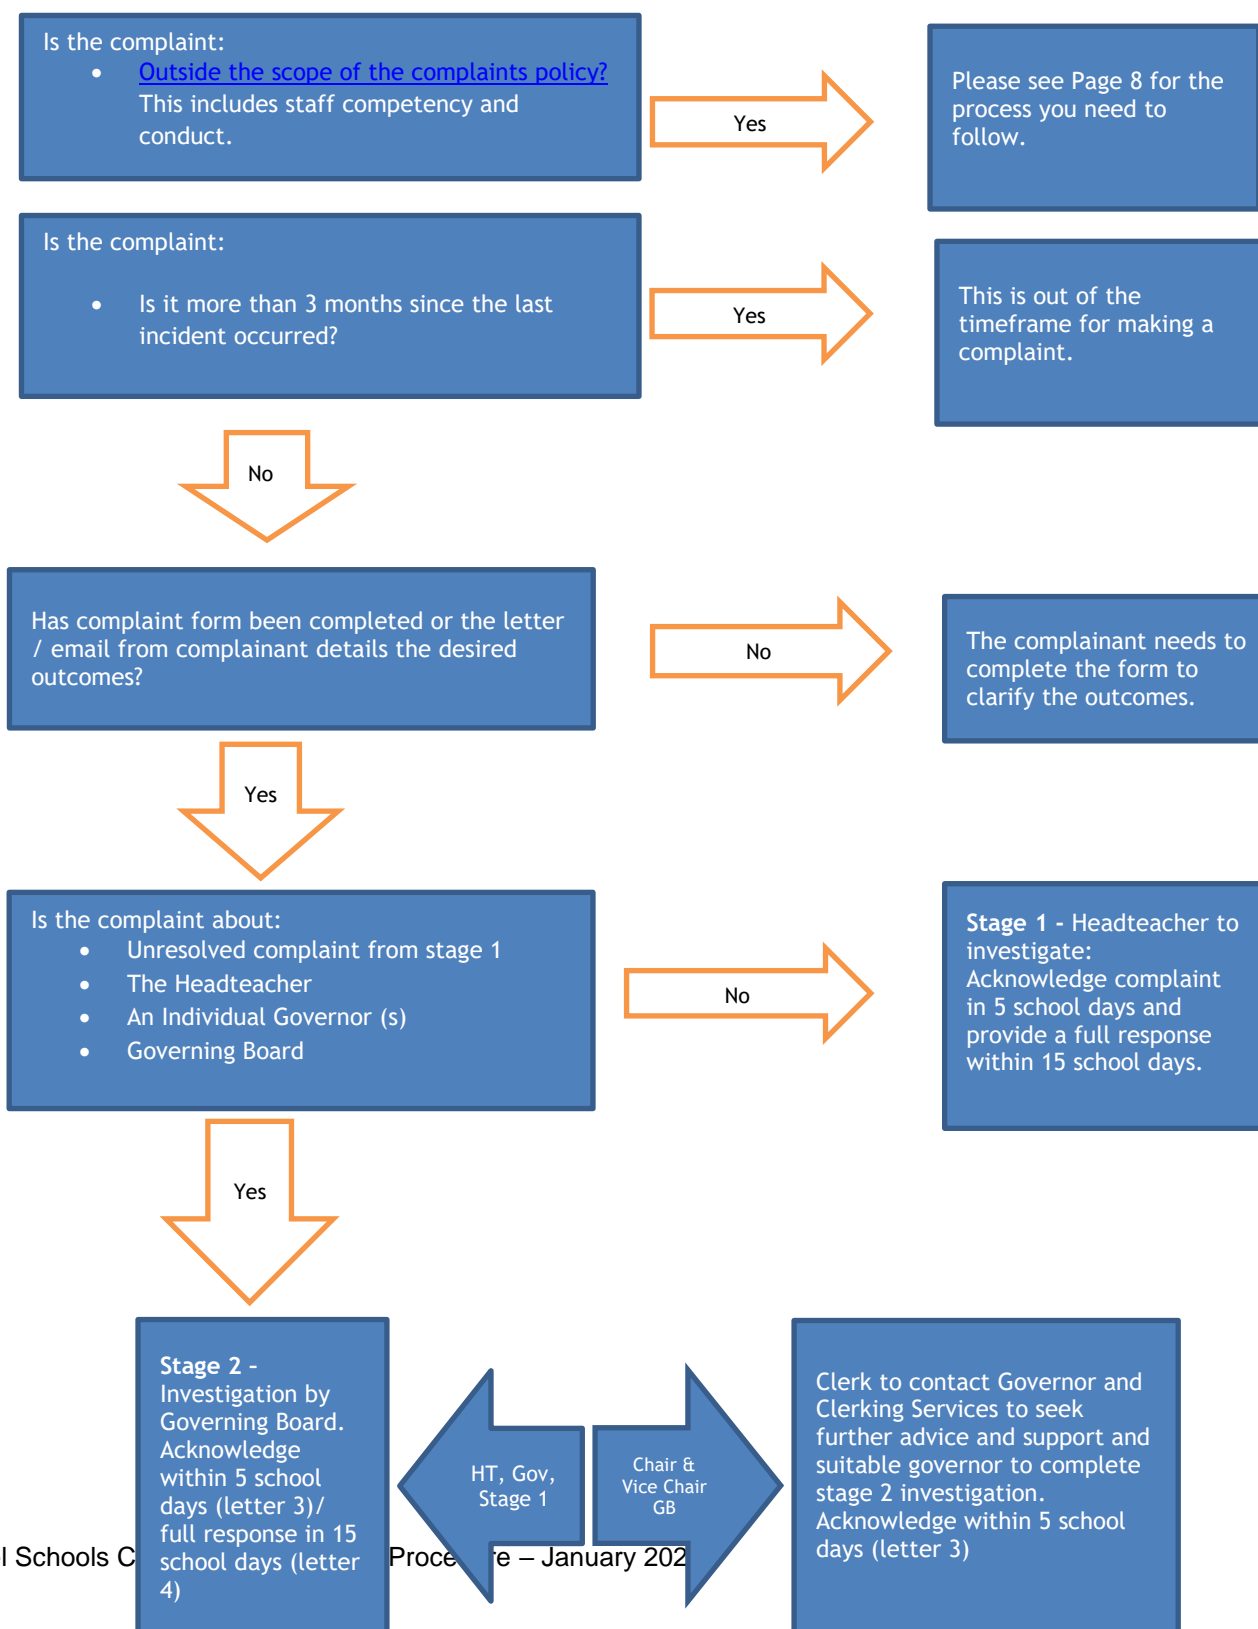 Is the complaint:
• Outside the scope of the complaints policy?
This includes staff competency and
conduct.
Yes
Please see Page 8 for the
process you need to
follow.
Is the complaint:
• Is it more than 3 months since the last
incident occurred?
Yes
This is out of the
timeframe for making a
complaint.
No
Has complaint form been completed or the letter
/ email from complainant details the desired
outcomes?
No
The complainant needs to
complete the form to
clarify the outcomes.
Yes
Is the complaint about:
• Unresolved complaint from stage 1
• The Headteacher
• An Individual Governor (s)
• Governing Board
No
Stage 1 - Headteacher to
investigate:
Acknowledge complaint
in 5 school days and
provide a full response
within 15 school days.
Yes
Stage 2 –
Investigation by
Governing Board.
Acknowledge
within 5 school
days (letter 3)/
full response in 15
school days (letter
4)
HT, Gov,
Stage 1
Chair &
Vice Chair
GB
Clerk to contact Governor and
Clerking Services to seek
further advice and support and
suitable governor to complete
stage 2 investigation.
Acknowledge within 5 school
days (letter 3)
Schools – January